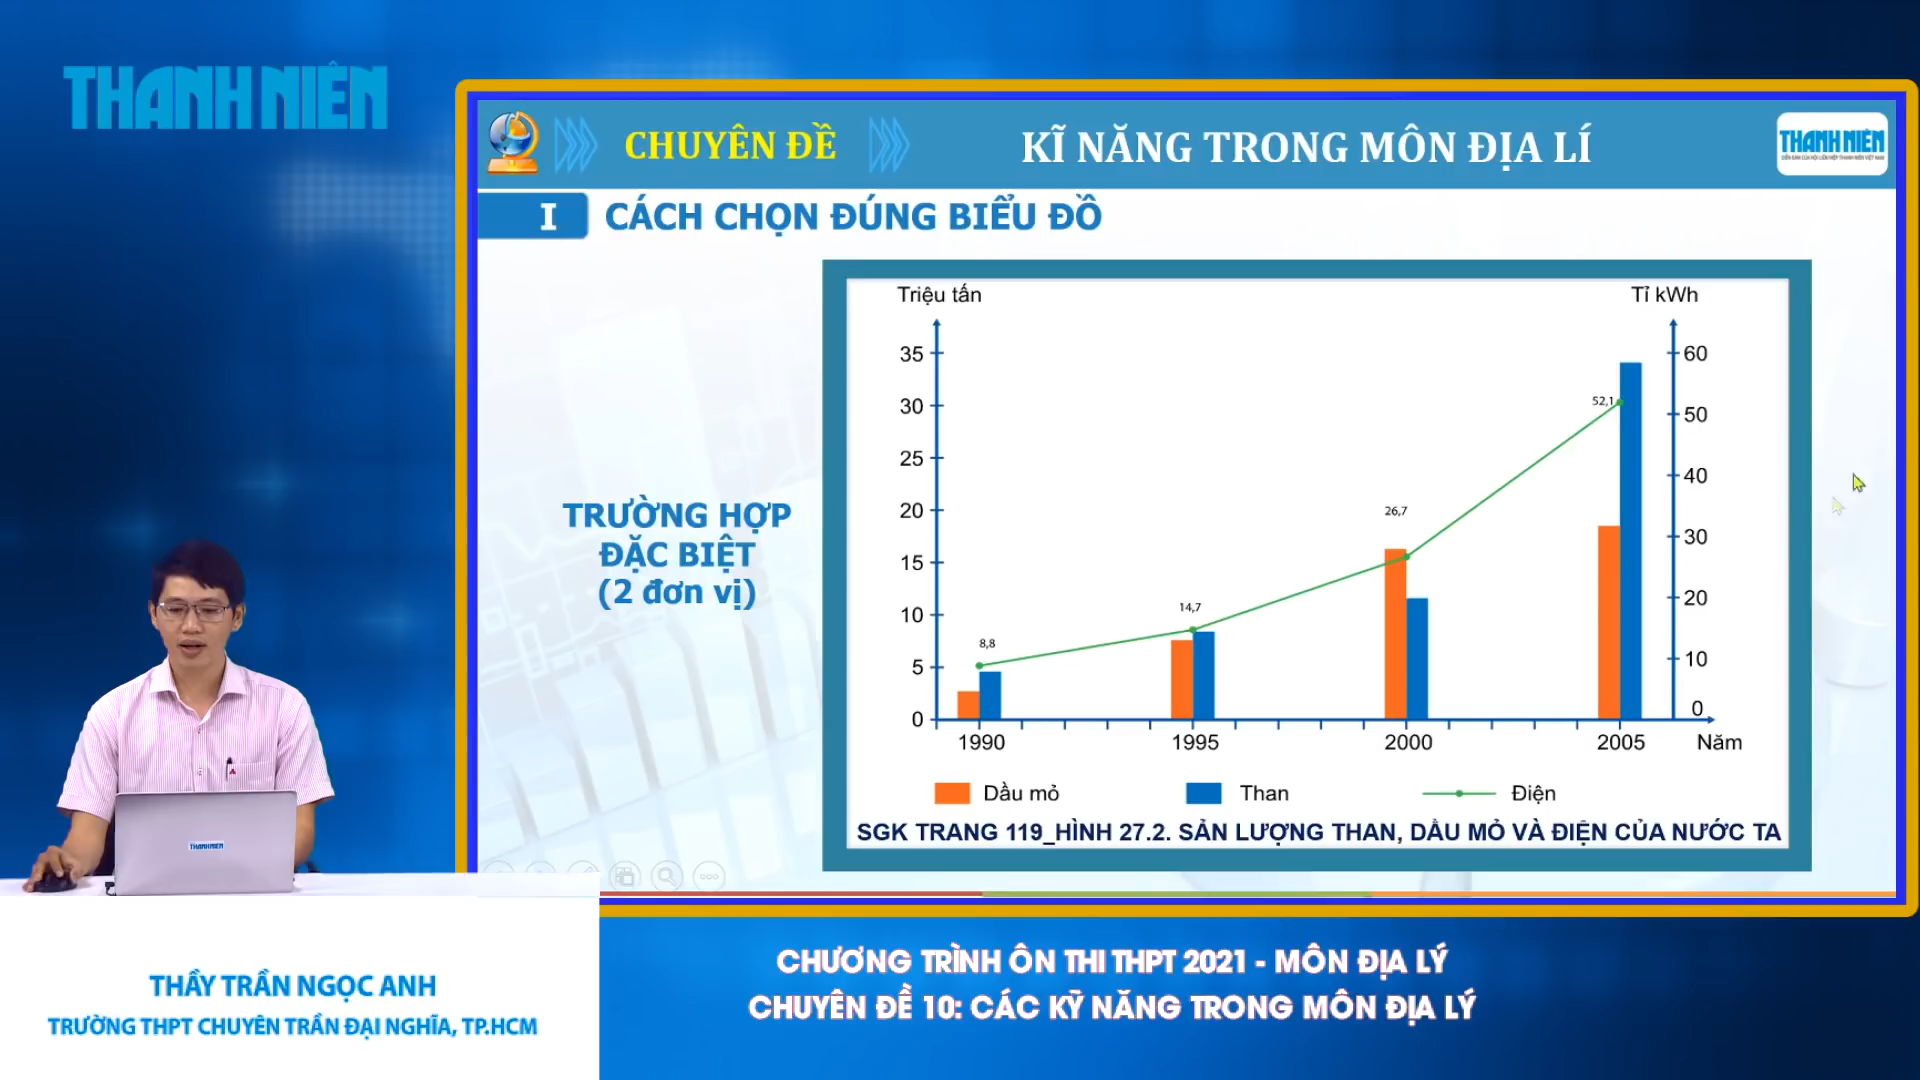 THANH NIÊN
CHUYÊN ĐỀ
KĨ NĂNG TRONG MÔN ĐỊA LÍ
THANH NIÊN
I
CÁCH CHỌN ĐÚNG BIỂU ĐỒ
TRƯỜNG HỢP
ĐẶC BIỆT
(2 đơn vị)
Triệu tấn
Tỉ kWh
35
30
25
20
15
10
5
0
60
50
40
30
20
10
0
8,8
14,7
26,7
52,1
1990
1995
2000
2005
Năm
Dầu mỏ
Than
Điện
SGK TRANG 119_HÌNH 27.2. SẢN LƯỢNG THAN, DẦU MỎ VÀ ĐIỆN CỦA NƯỚC TA
THANH NIÊN
THẦY TRẦN NGỌC ANH
TRƯỜNG THPT CHUYÊN TRẦN ĐẠI NGHĨA, TP.HCM
CHƯƠNG TRÌNH ÔN THI THPT 2021 - MÔN ĐỊA LÝ
CHUYÊN ĐỀ 10: CÁC KỸ NĂNG TRONG MÔN ĐỊA LÝ